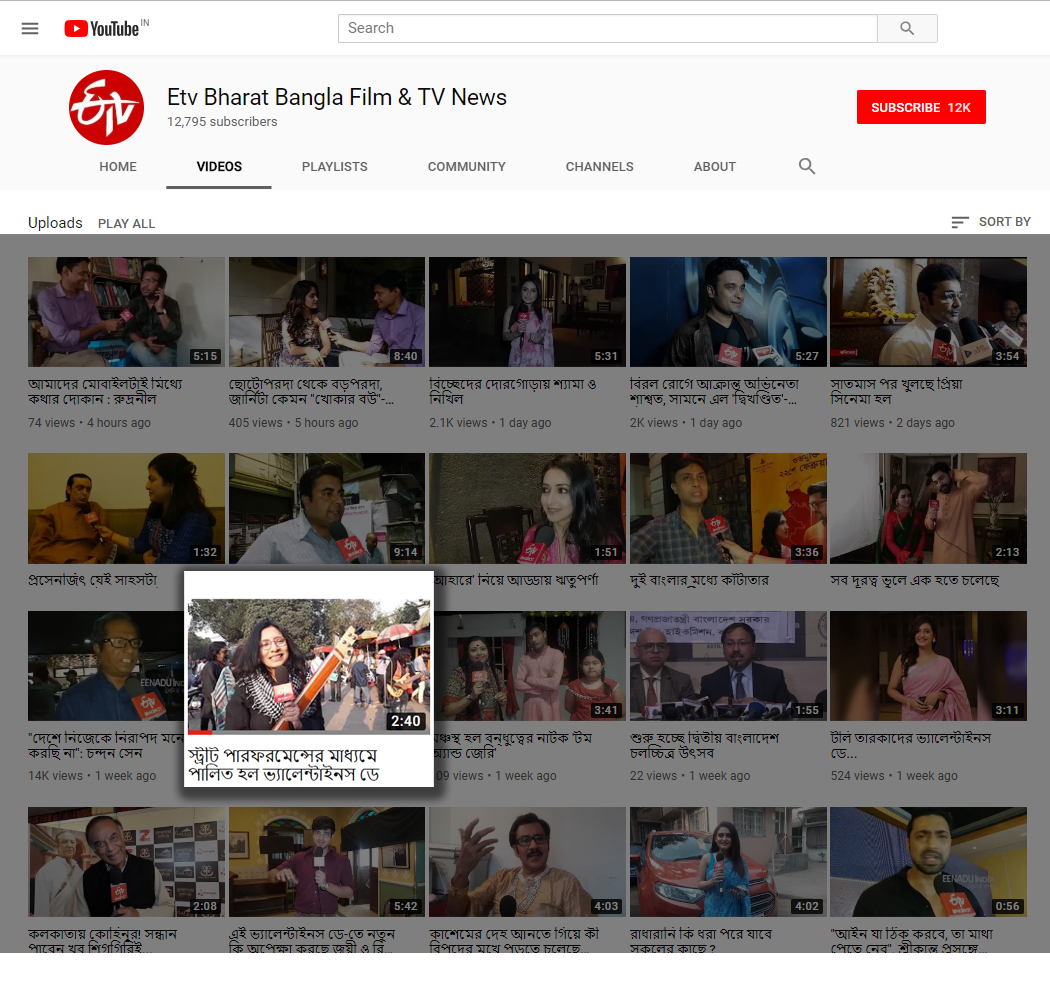 YouTube IN
Search
Etv Bharat Bangla Film & TV News
12,795 subscribers
SUBSCRIBE 12K
HOME VIDEOS PLAYLISTS COMMUNITY CHANNELS ABOUT
Uploads PLAY ALL SORT BY
5:15 8:40 5:31 5:27 3:54
আমাদের মোবাইলটাই মিথ্যে
কথার দোকান : রুদ্রনীল
74 views • 4 hours ago
ছোটোপরদা থেকে বড়পরদা,
জার্নিটা কেমন "খোকার বউ"-...
405 views • 5 hours ago
বিচ্ছেদের দোরগোড়ায় শ্যামা ও
নিখিল
2.1K views • 1 day ago
বিরল রোগে আক্রান্ত অভিনেতা
শাশ্বত, সামনে এল 'দ্বিখণ্ডিত'-...
2K views • 1 day ago
সাতমাস পর খুলছে প্রিয়া
সিনেমা হল
821 views • 2 days ago
1:32 9:14 1:51 3:36 2:13
প্রসেনজিৎ যেই সাহসটা
আহারে' নিয়ে আড্ডায় ঋতুপর্ণা
দুই বাংলার মধ্যে কাঁটাতার
সব দূরত্ব ভুলে এক হতে চলেছে
EENADU
"দেশে নিজেকে নিরাপদ মনে
করছি না": চন্দন সেন
14K views • 1 week ago
2:40
স্ট্রীট পারফরমেন্সের মাধ্যমে
পালিত হল ভ্যালেন্টাইনস ডে
3:41
মঞ্চস্থ হল বন্ধুত্বের নাটক 'টম
অ্যান্ড জেরি'
09 views • 1 week ago
1:55
শুরু হচ্ছে দ্বিতীয় বাংলাদেশ
চলচ্চিত্র উৎসব
22 views • 1 week ago
3:11
টলি তারকাদের ভ্যালেন্টাইনস
ডে...
524 views • 1 week ago
2:08 5:42 4:03 4:02 0:56
EENADU INDIA
কলকাতায় কোহিনূর! সন্ধান
পাবেন খুব শিগগিরিই...
এই ভ্যালেন্টাইনস ডে-তে নতুন
কি অপেক্ষা করছে জয়ী ও রি...
কাশেমের দেহ আনতে গিয়ে কী
বিপদের মুখে পড়তে চলেছে...
রাধারানি কি ধরা পরে যাবে
সকলের কাছে ?
"আইন যা ঠিক করবে, তা মাথা
পেতে নেব", শ্রীকান্ত প্রসঙ্গে...